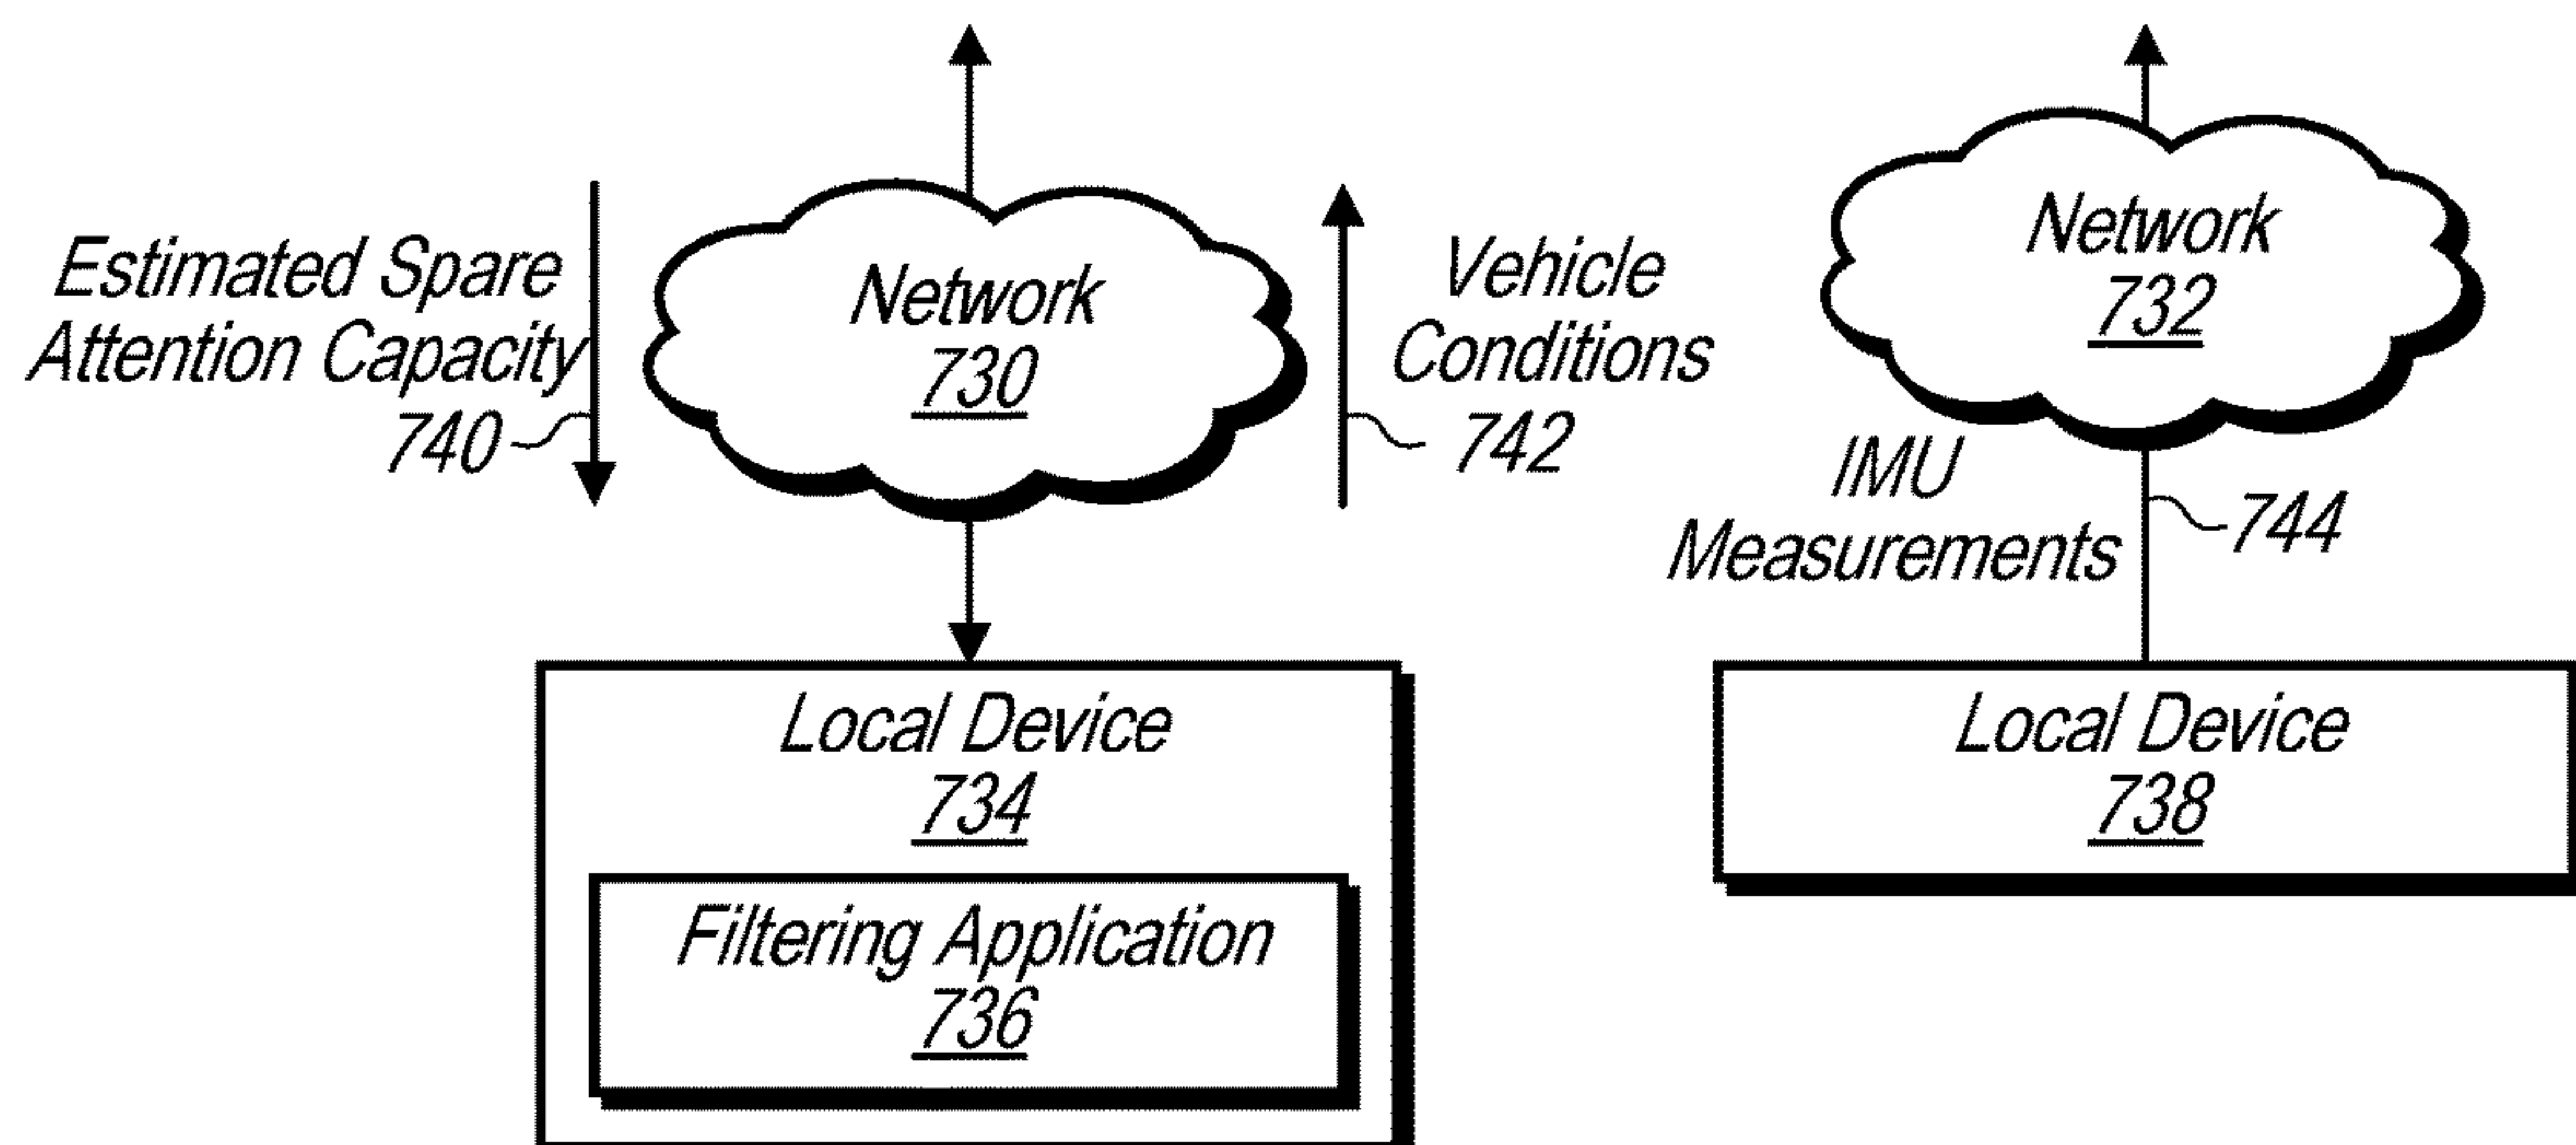 Estimated Spare
Attention Capacity
740
Network
730
Vehicle
Conditions
742
Network
732
IMU
Measurements
744
Local Device
734
Filtering Application
736
Local Device
738